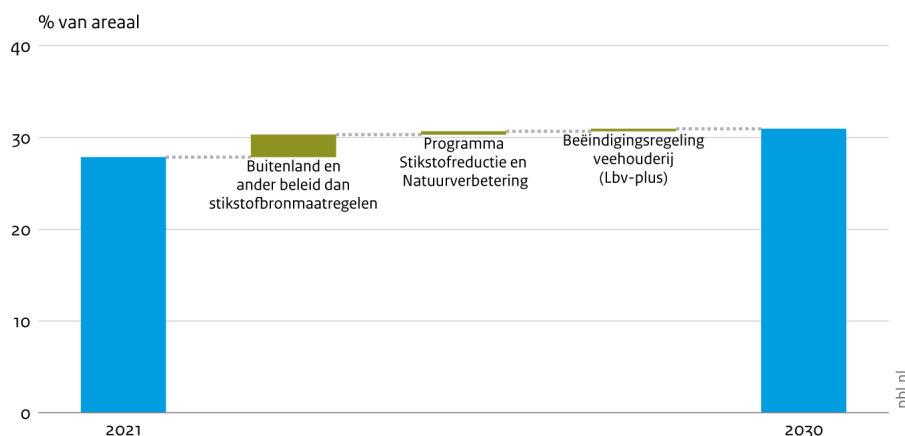 % van areaal
40
30
20
10
0
Buitenland en
ander beleid dan
stikstofbronmaatregelen
Programma
Stikstofreductie en
Natuurverbetering
Beëindigingsregeling
veehouderij
(Lbv-plus)
2021
2030
pbl.nl